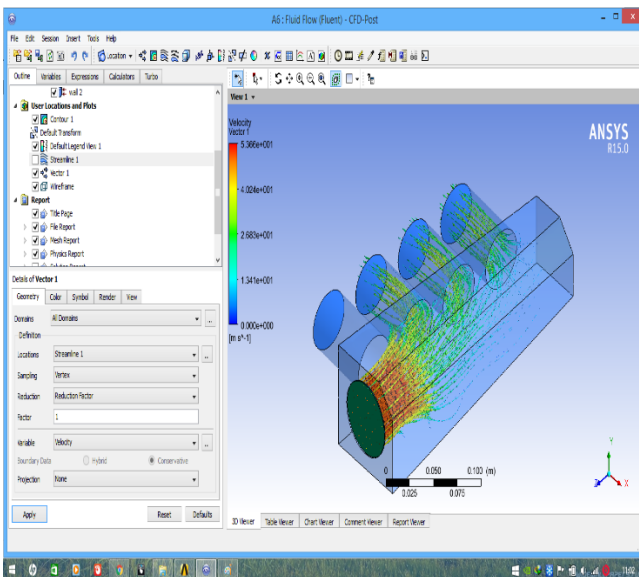 A6 : Fluid Flow (Fluent) - CFD-Post
File Edit Session Insert Tools Help
Location
Outline Variables Expressions Calculators Turbo
wall 2
User Locations and Plots
Contour 1
Default Transform
Default Legend View 1
Streamline 1
Vector 1
Wireframe
Report
Title Page
File Report
Mesh Report
Physics Report
Details of Vector 1
Geometry Color Symbol Render View
Domains All Domains
Definition
Locations Streamline 1
Sampling Vertex
Reduction Reduction Factor
Factor 1
Variable Velocity
Boundary Data Hybrid Conservative
Projection None
Apply Reset Defaults
View 1
Velocity
Vector 1
5.366e+001
4.024e+001
2.683e+001
1.341e+001
0.000e+000
[m s^-1]
ANSYS
R15.0
0 0.050 0.100 (m)
0.025 0.075
Y
Z X
3D Viewer Table Viewer Chart Viewer Comment Viewer Report Viewer
11:02